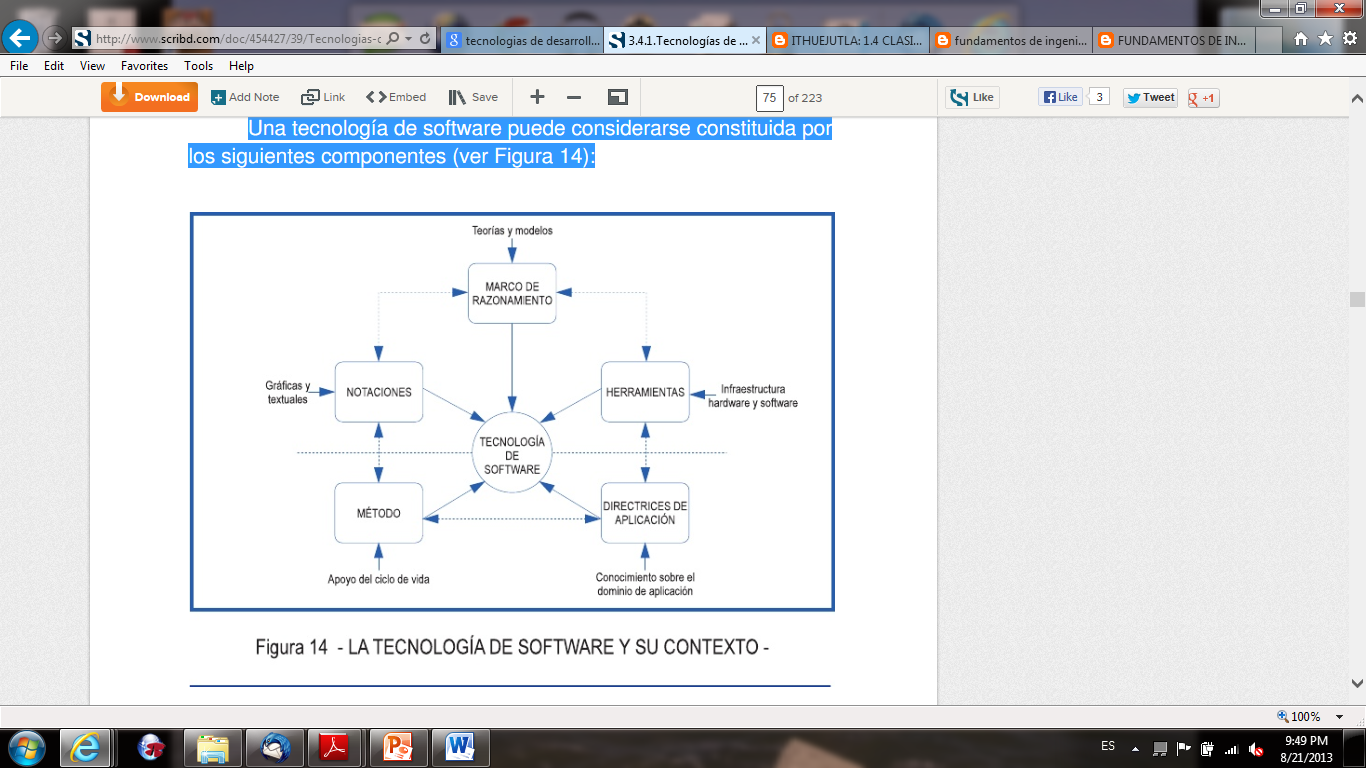 http://www.scribd.com/doc/454427/39/Tecnologias-c
tecnologias de desarroll...
3.4.1.Tecnologías de ...
ITHUEJUTLA: 1.4 CLASI...
fundamentos de ingeni...
FUNDAMENTOS DE IN...
File Edit View Favorites Tools Help
Download Add Note Link Embed Save 75 of 223 Like Like 3 Tweet +1
Una tecnología de software puede considerarse constituida por
los siguientes componentes (ver Figura 14):
Teorías y modelos
MARCO DE
RAZONAMIENTO
Gráficas y
textuales
NOTACIONES
HERRAMIENTAS
Infraestructura
hardware y software
TECNOLOGÍA
DE
SOFTWARE
MÉTODO
DIRECTRICES DE
APLICACIÓN
Apoyo del ciclo de vida
Conocimiento sobre el
dominio de aplicación
Figura 14 - LA TECNOLOGÍA DE SOFTWARE Y SU CONTEXTO -
100%
ES
9:49 PM
8/21/2013